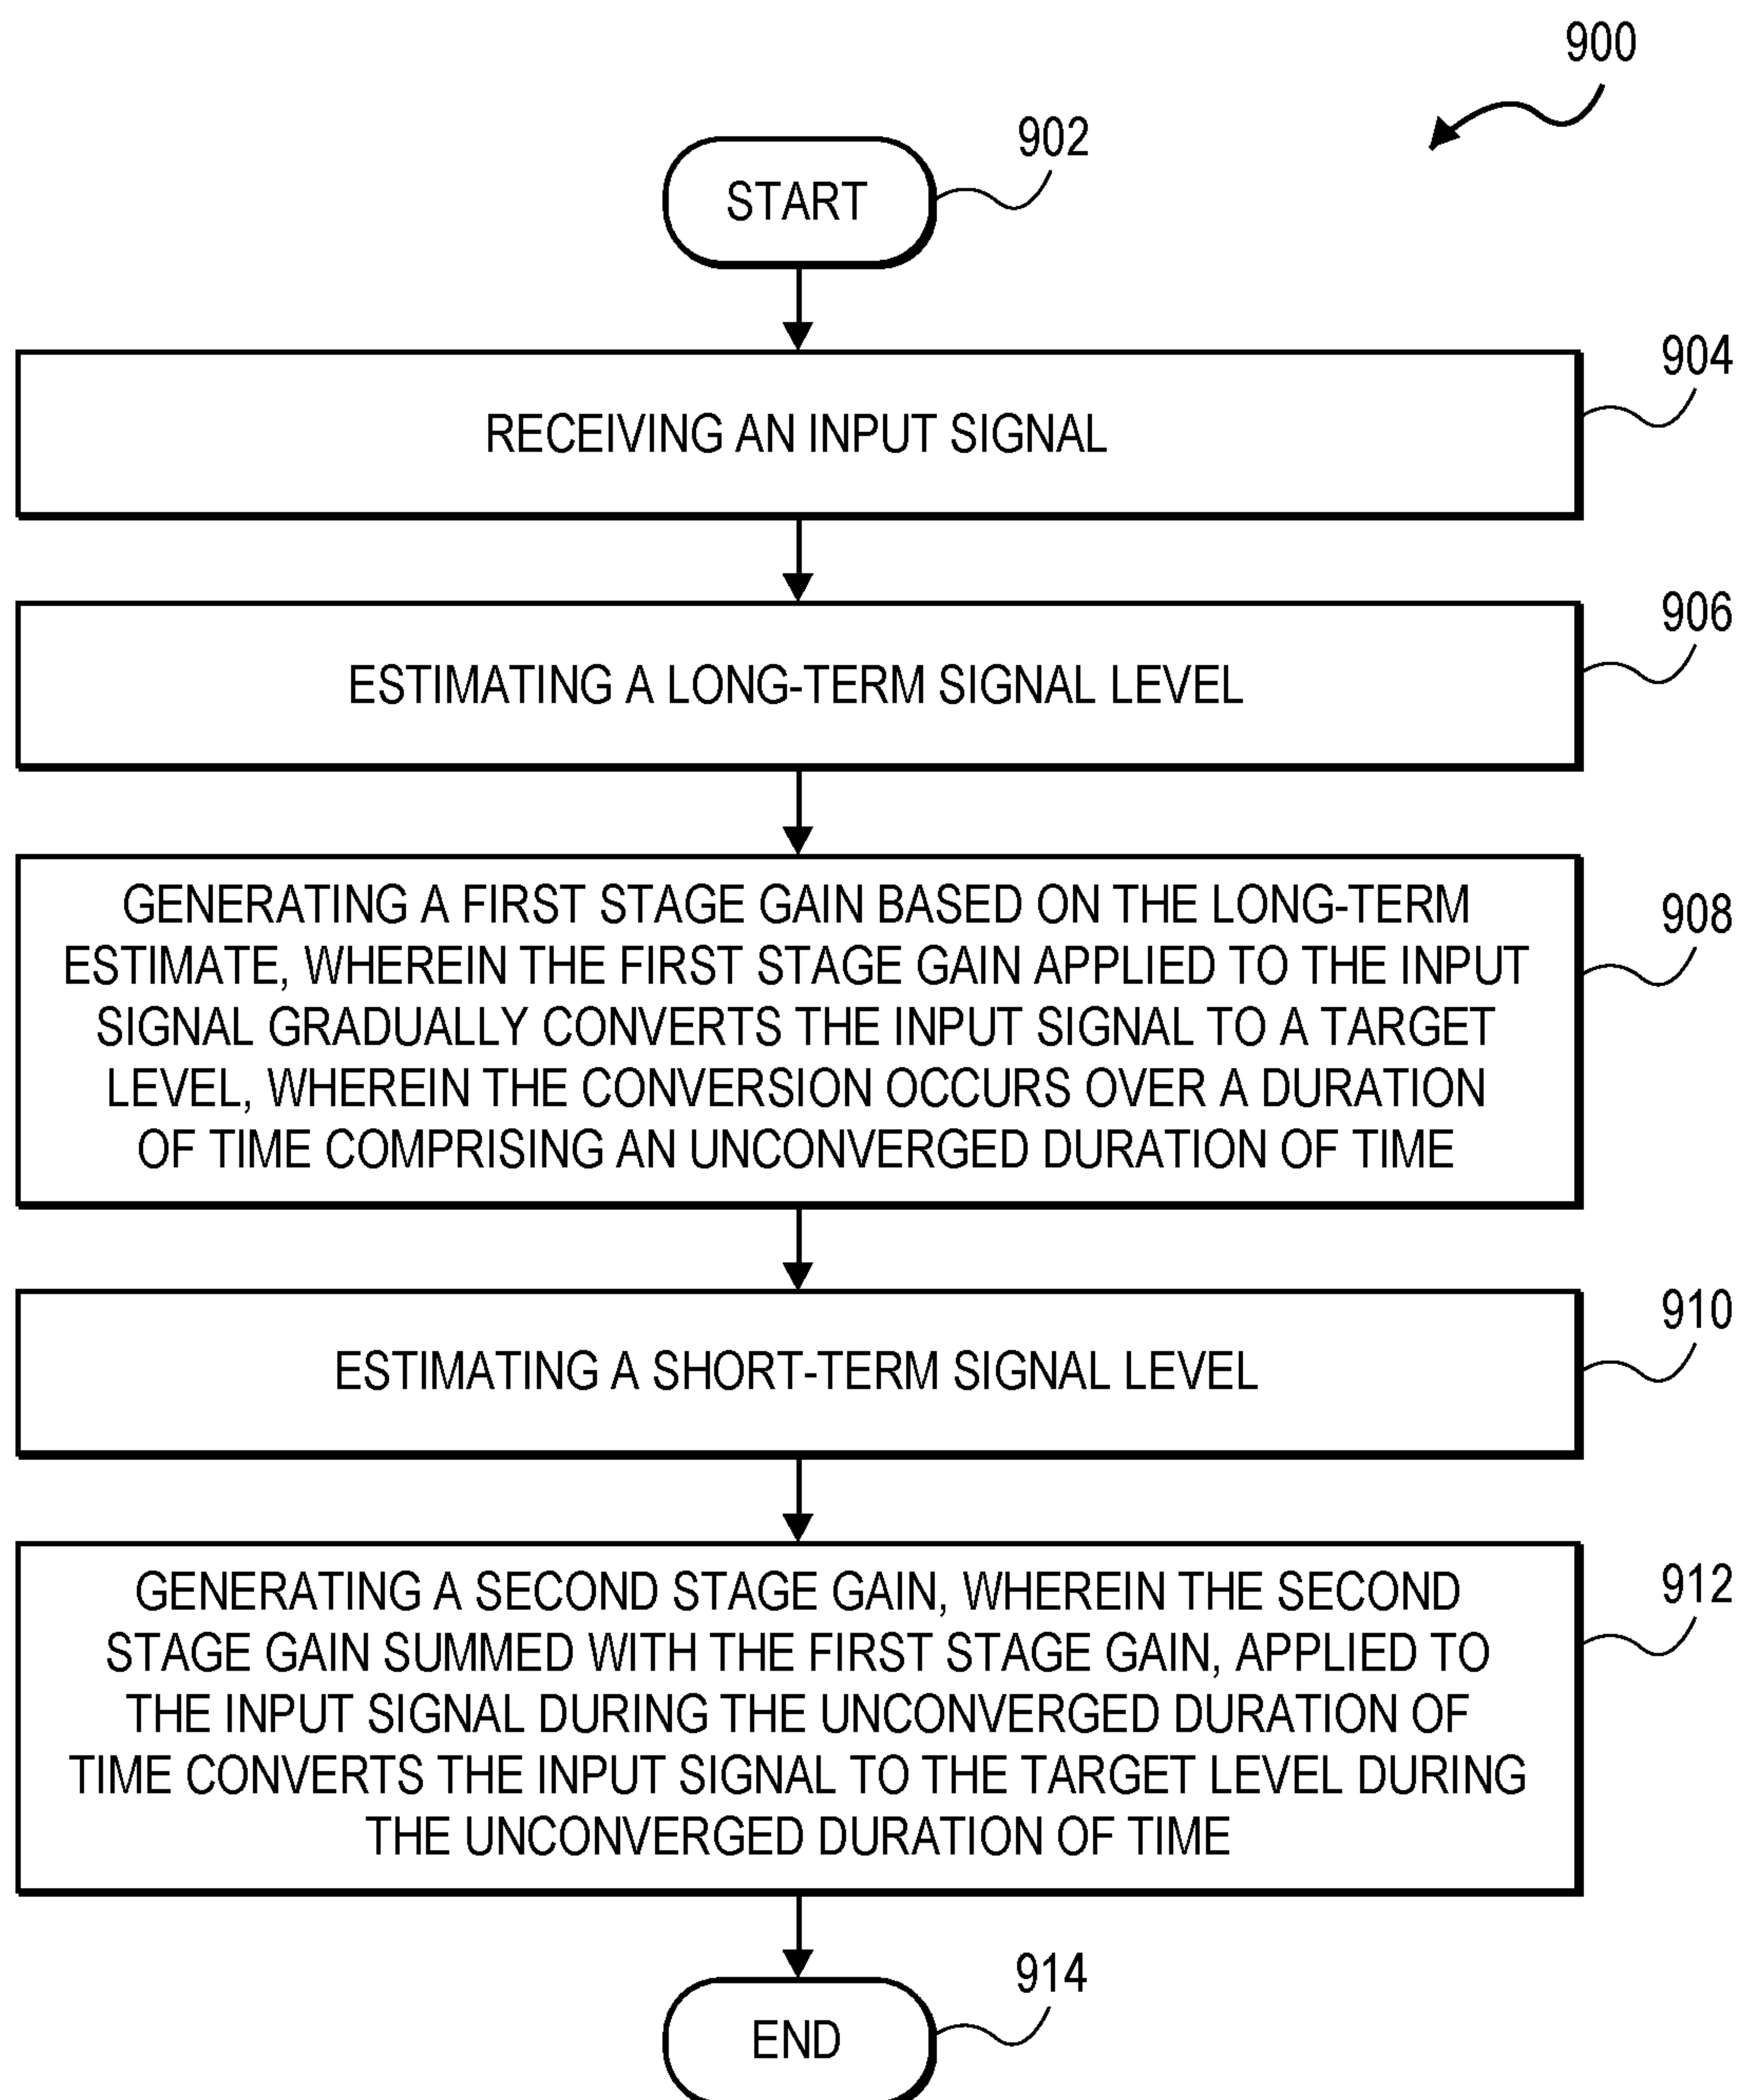 900
902
START
904
RECEIVING AN INPUT SIGNAL
906
ESTIMATING A LONG-TERM SIGNAL LEVEL
908
GENERATING A FIRST STAGE GAIN BASED ON THE LONG-TERM
ESTIMATE, WHEREIN THE FIRST STAGE GAIN APPLIED TO THE INPUT
SIGNAL GRADUALLY CONVERTS THE INPUT SIGNAL TO A TARGET
LEVEL, WHEREIN THE CONVERSION OCCURS OVER A DURATION
OF TIME COMPRISING AN UNCONVERGED DURATION OF TIME
910
ESTIMATING A SHORT-TERM SIGNAL LEVEL
912
GENERATING A SECOND STAGE GAIN, WHEREIN THE SECOND
STAGE GAIN SUMMED WITH THE FIRST STAGE GAIN, APPLIED TO
THE INPUT SIGNAL DURING THE UNCONVERGED DURATION OF
TIME CONVERTS THE INPUT SIGNAL TO THE TARGET LEVEL DURING
THE UNCONVERGED DURATION OF TIME
914
END